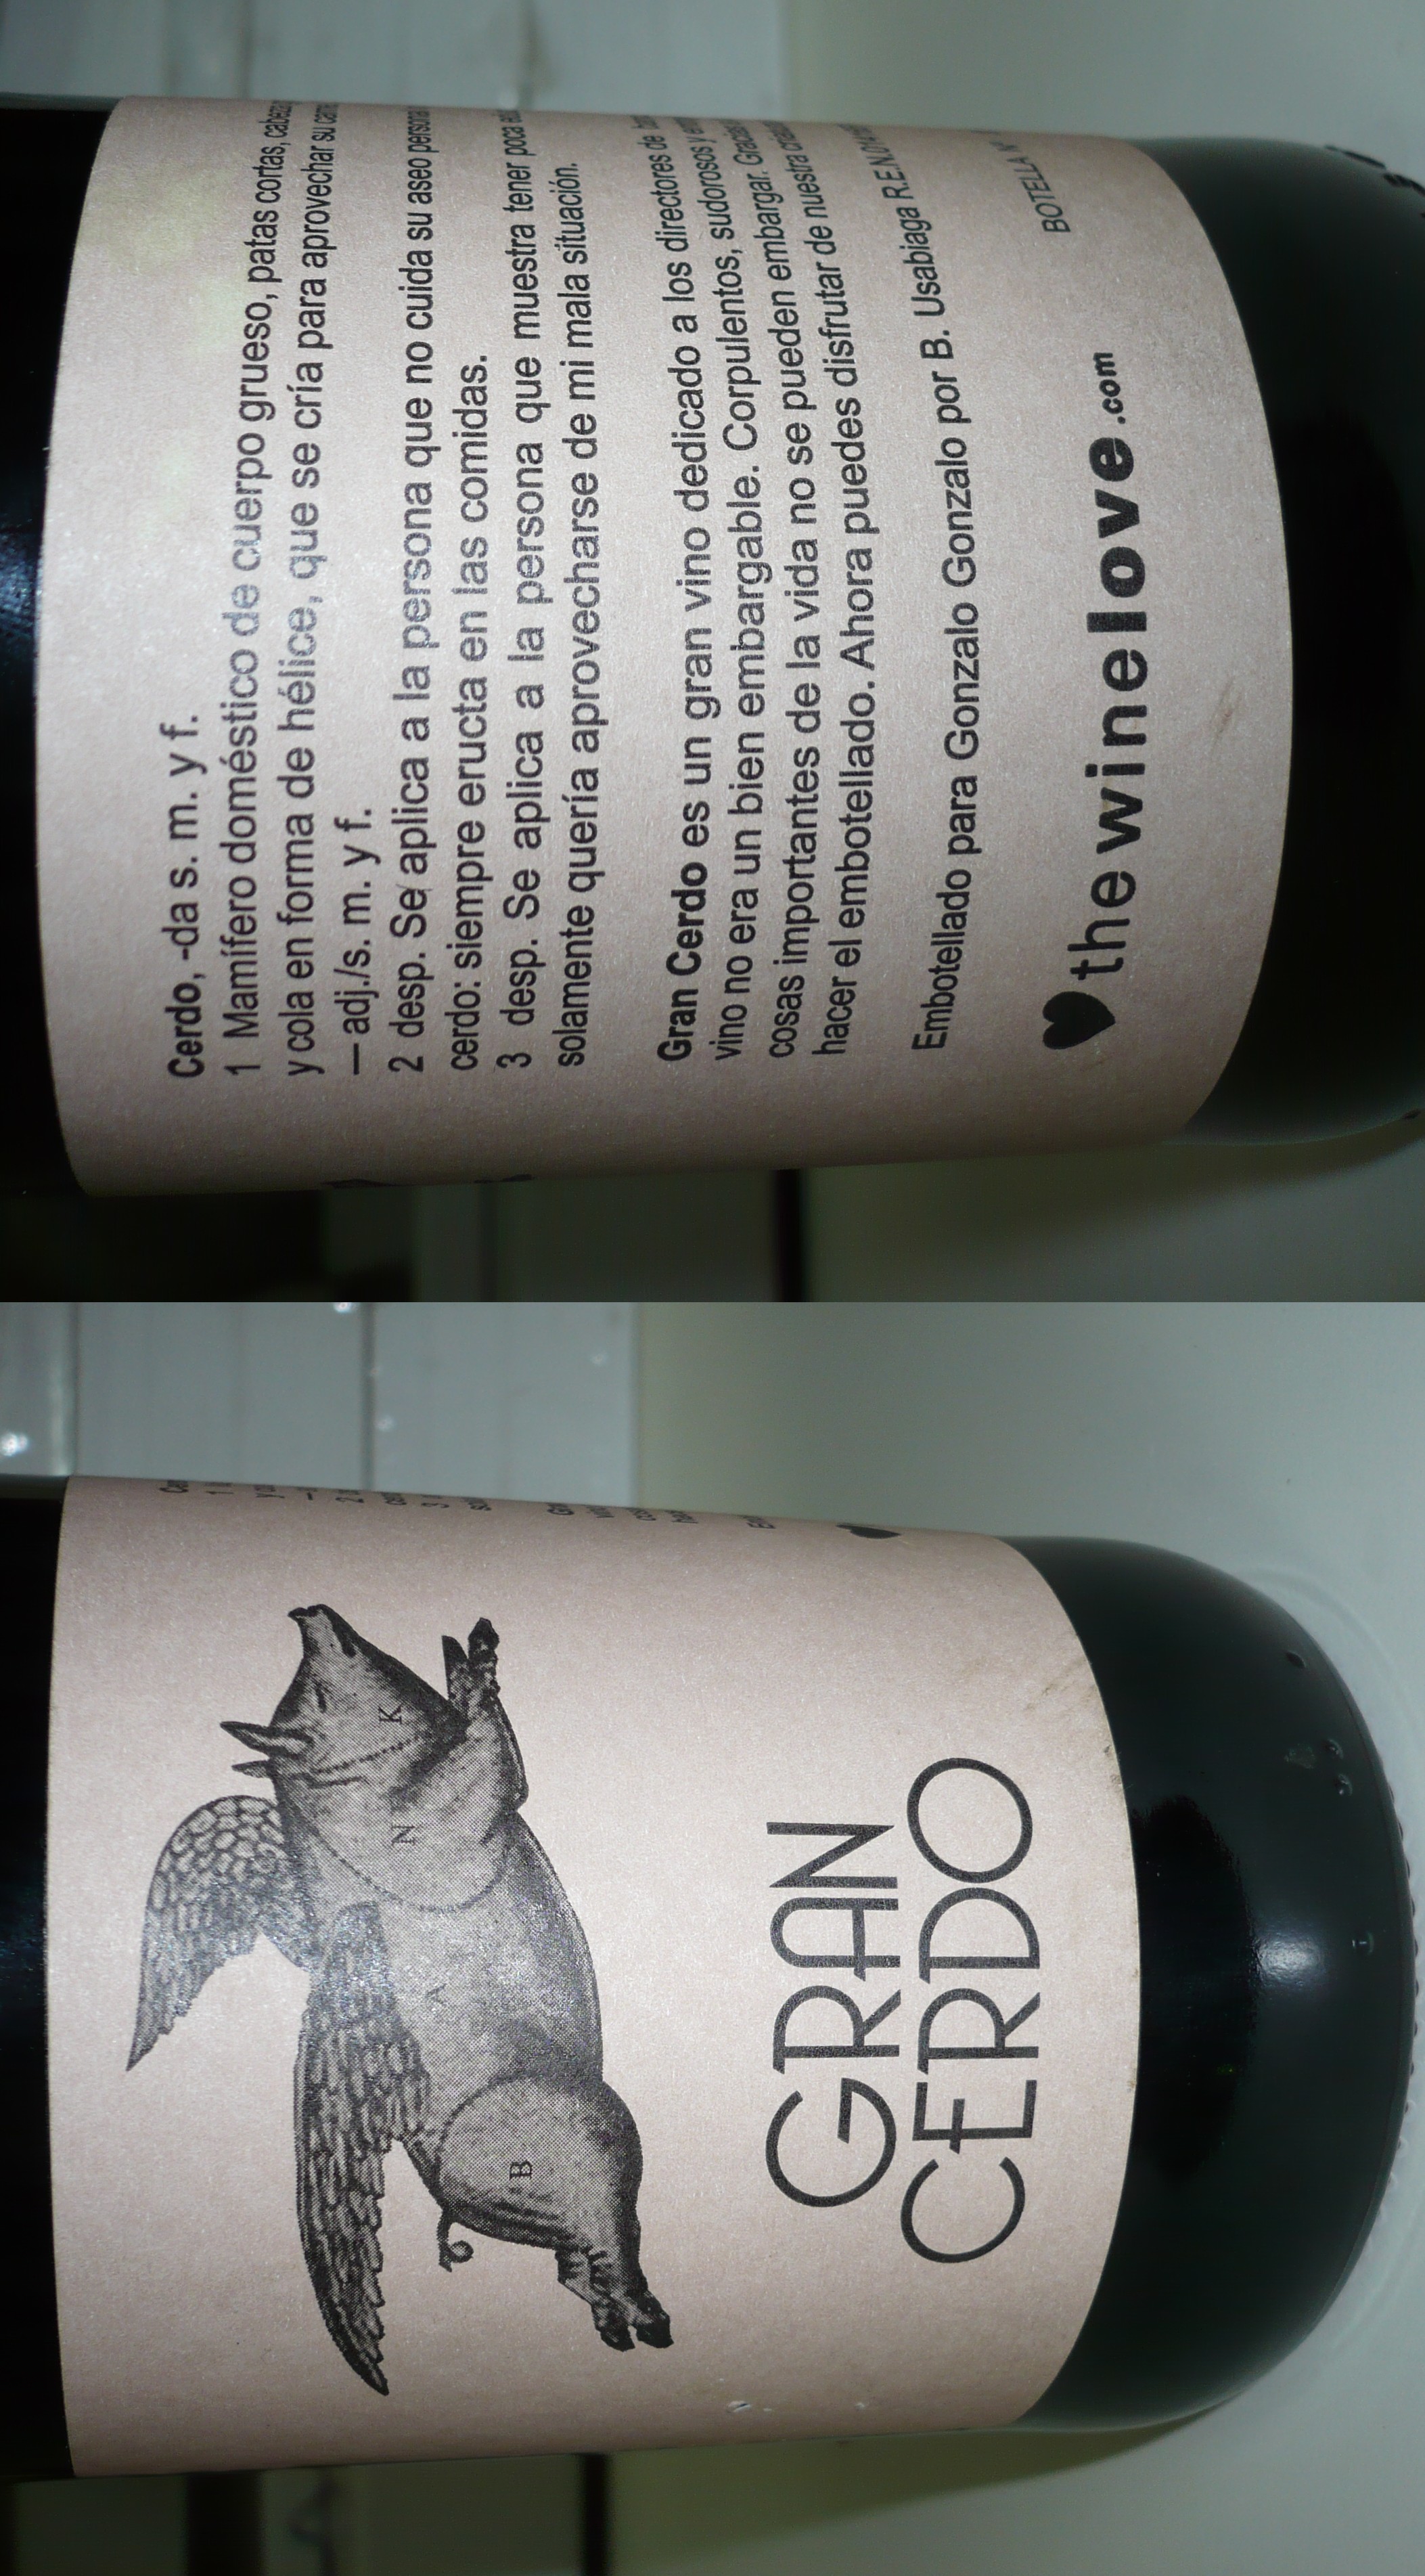 Cerdo, -da s. m. y f.
1 Mamífero doméstico de cuerpo grueso, patas cortas,
y cola en forma de hélice, que se cría para aprovechar su carne
— adj./s. m. y f.
2 desp. Se aplica a la persona que no cuida su aseo personal
cerdo: siempre eructa en las comidas.
3 desp. Se aplica a la persona que muestra tener poca
solamente quería aprovecharse de mi mala situación.
Gran Cerdo es un gran vino dedicado a los directores de
vino no era un bien embargable. Corpulentos, sudorosos y
cosas importantes de la vida no se pueden embargar. Gracias
hacer el embotellado. Ahora puedes disfrutar de nuestra
Embotellado para Gonzalo Gonzalo por B. Usabiaga R.E.N.
BOTELLA Nº
thewinelove.com
K
N
A
B
GRAN
CERDO